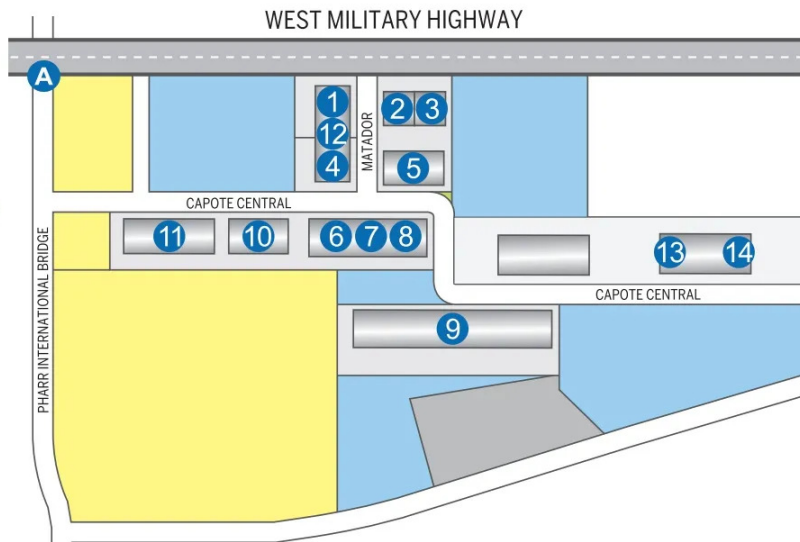 WEST MILITARY HIGHWAY
A
1
2
3
12
MATADOR
4
5
CAPOTE CENTRAL
11
10
6
7
8
13
14
PHARR INTERNATIONAL BRIDGE
CAPOTE CENTRAL
9